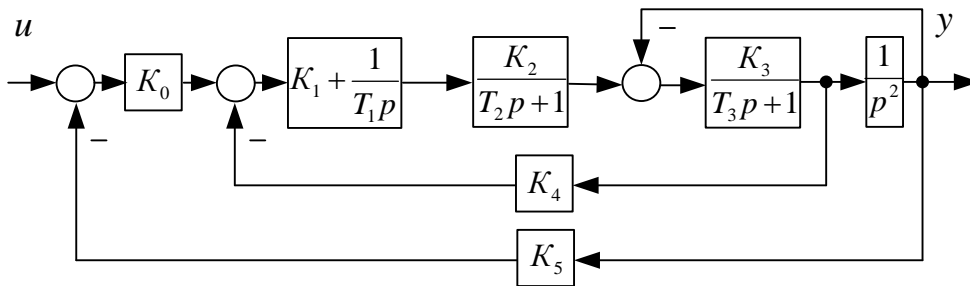 u
y
−
K₀
K₁ + 1/(T₁p)
K₂/(T₂p + 1)
K₃/(T₃p + 1)
1/p²
−
−
K₄
K₅